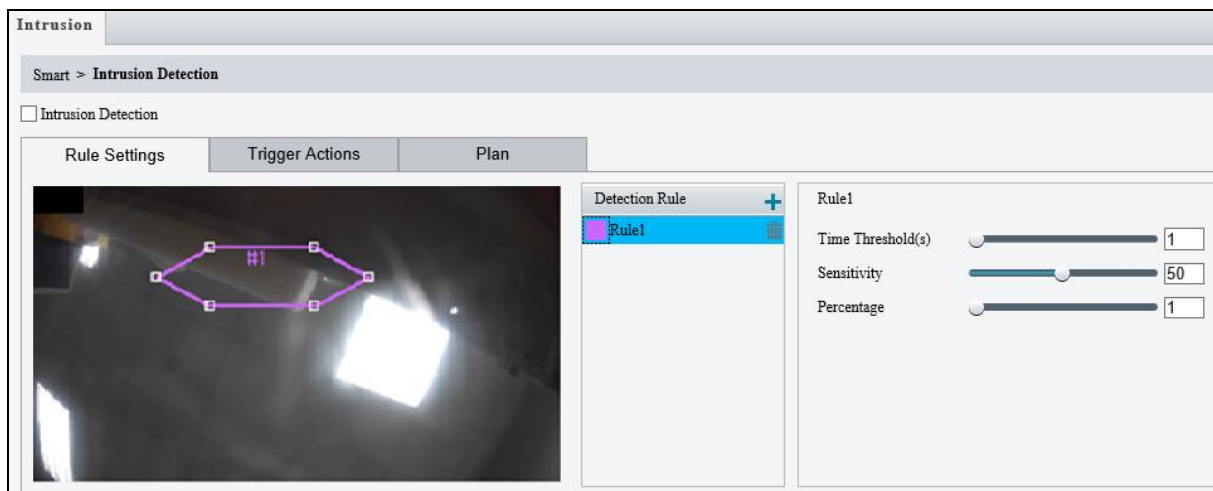 Intrusion
Smart > Intrusion Detection
Intrusion Detection
Rule Settings
Trigger Actions
Plan
#1
Detection Rule
Rule1
Rule1
Time Threshold(s)
1
Sensitivity
50
Percentage
1